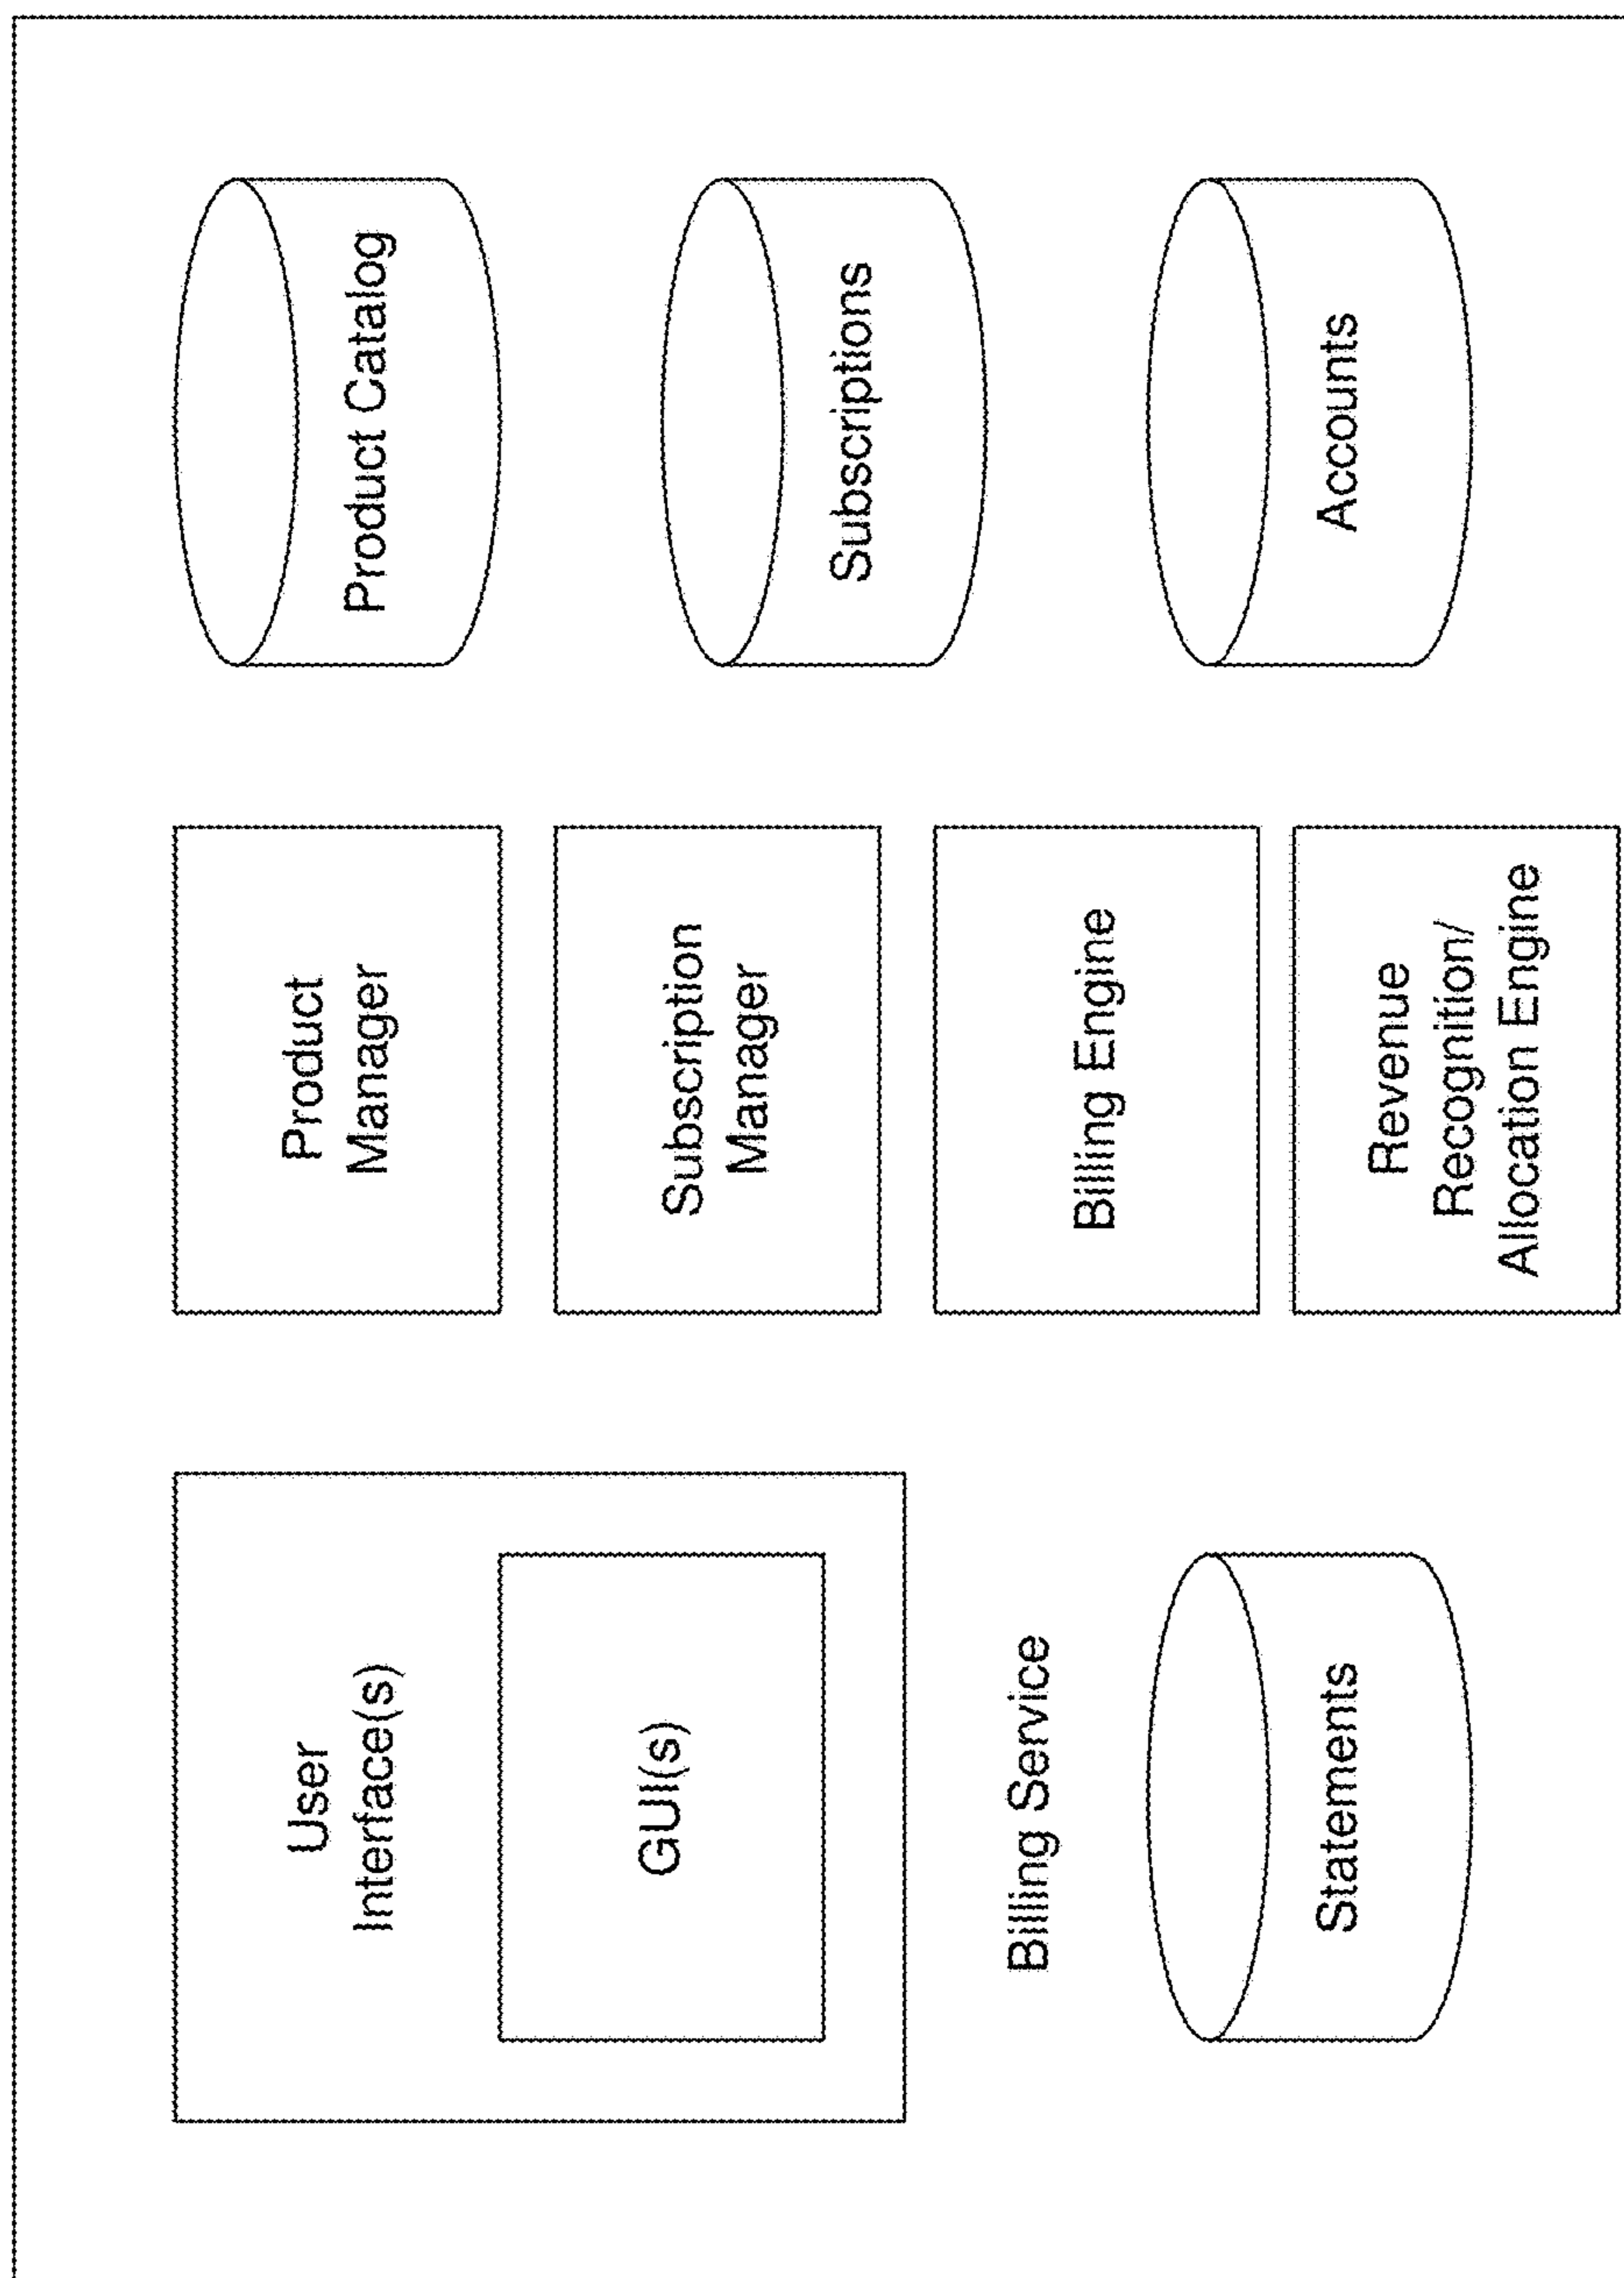 User
Interface(s)
GUI(s)
Billing Service
Statements
Product
Manager
Subscription
Manager
Billing Engine
Revenue
Recognition/
Allocation Engine
Product Catalog
Subscriptions
Accounts